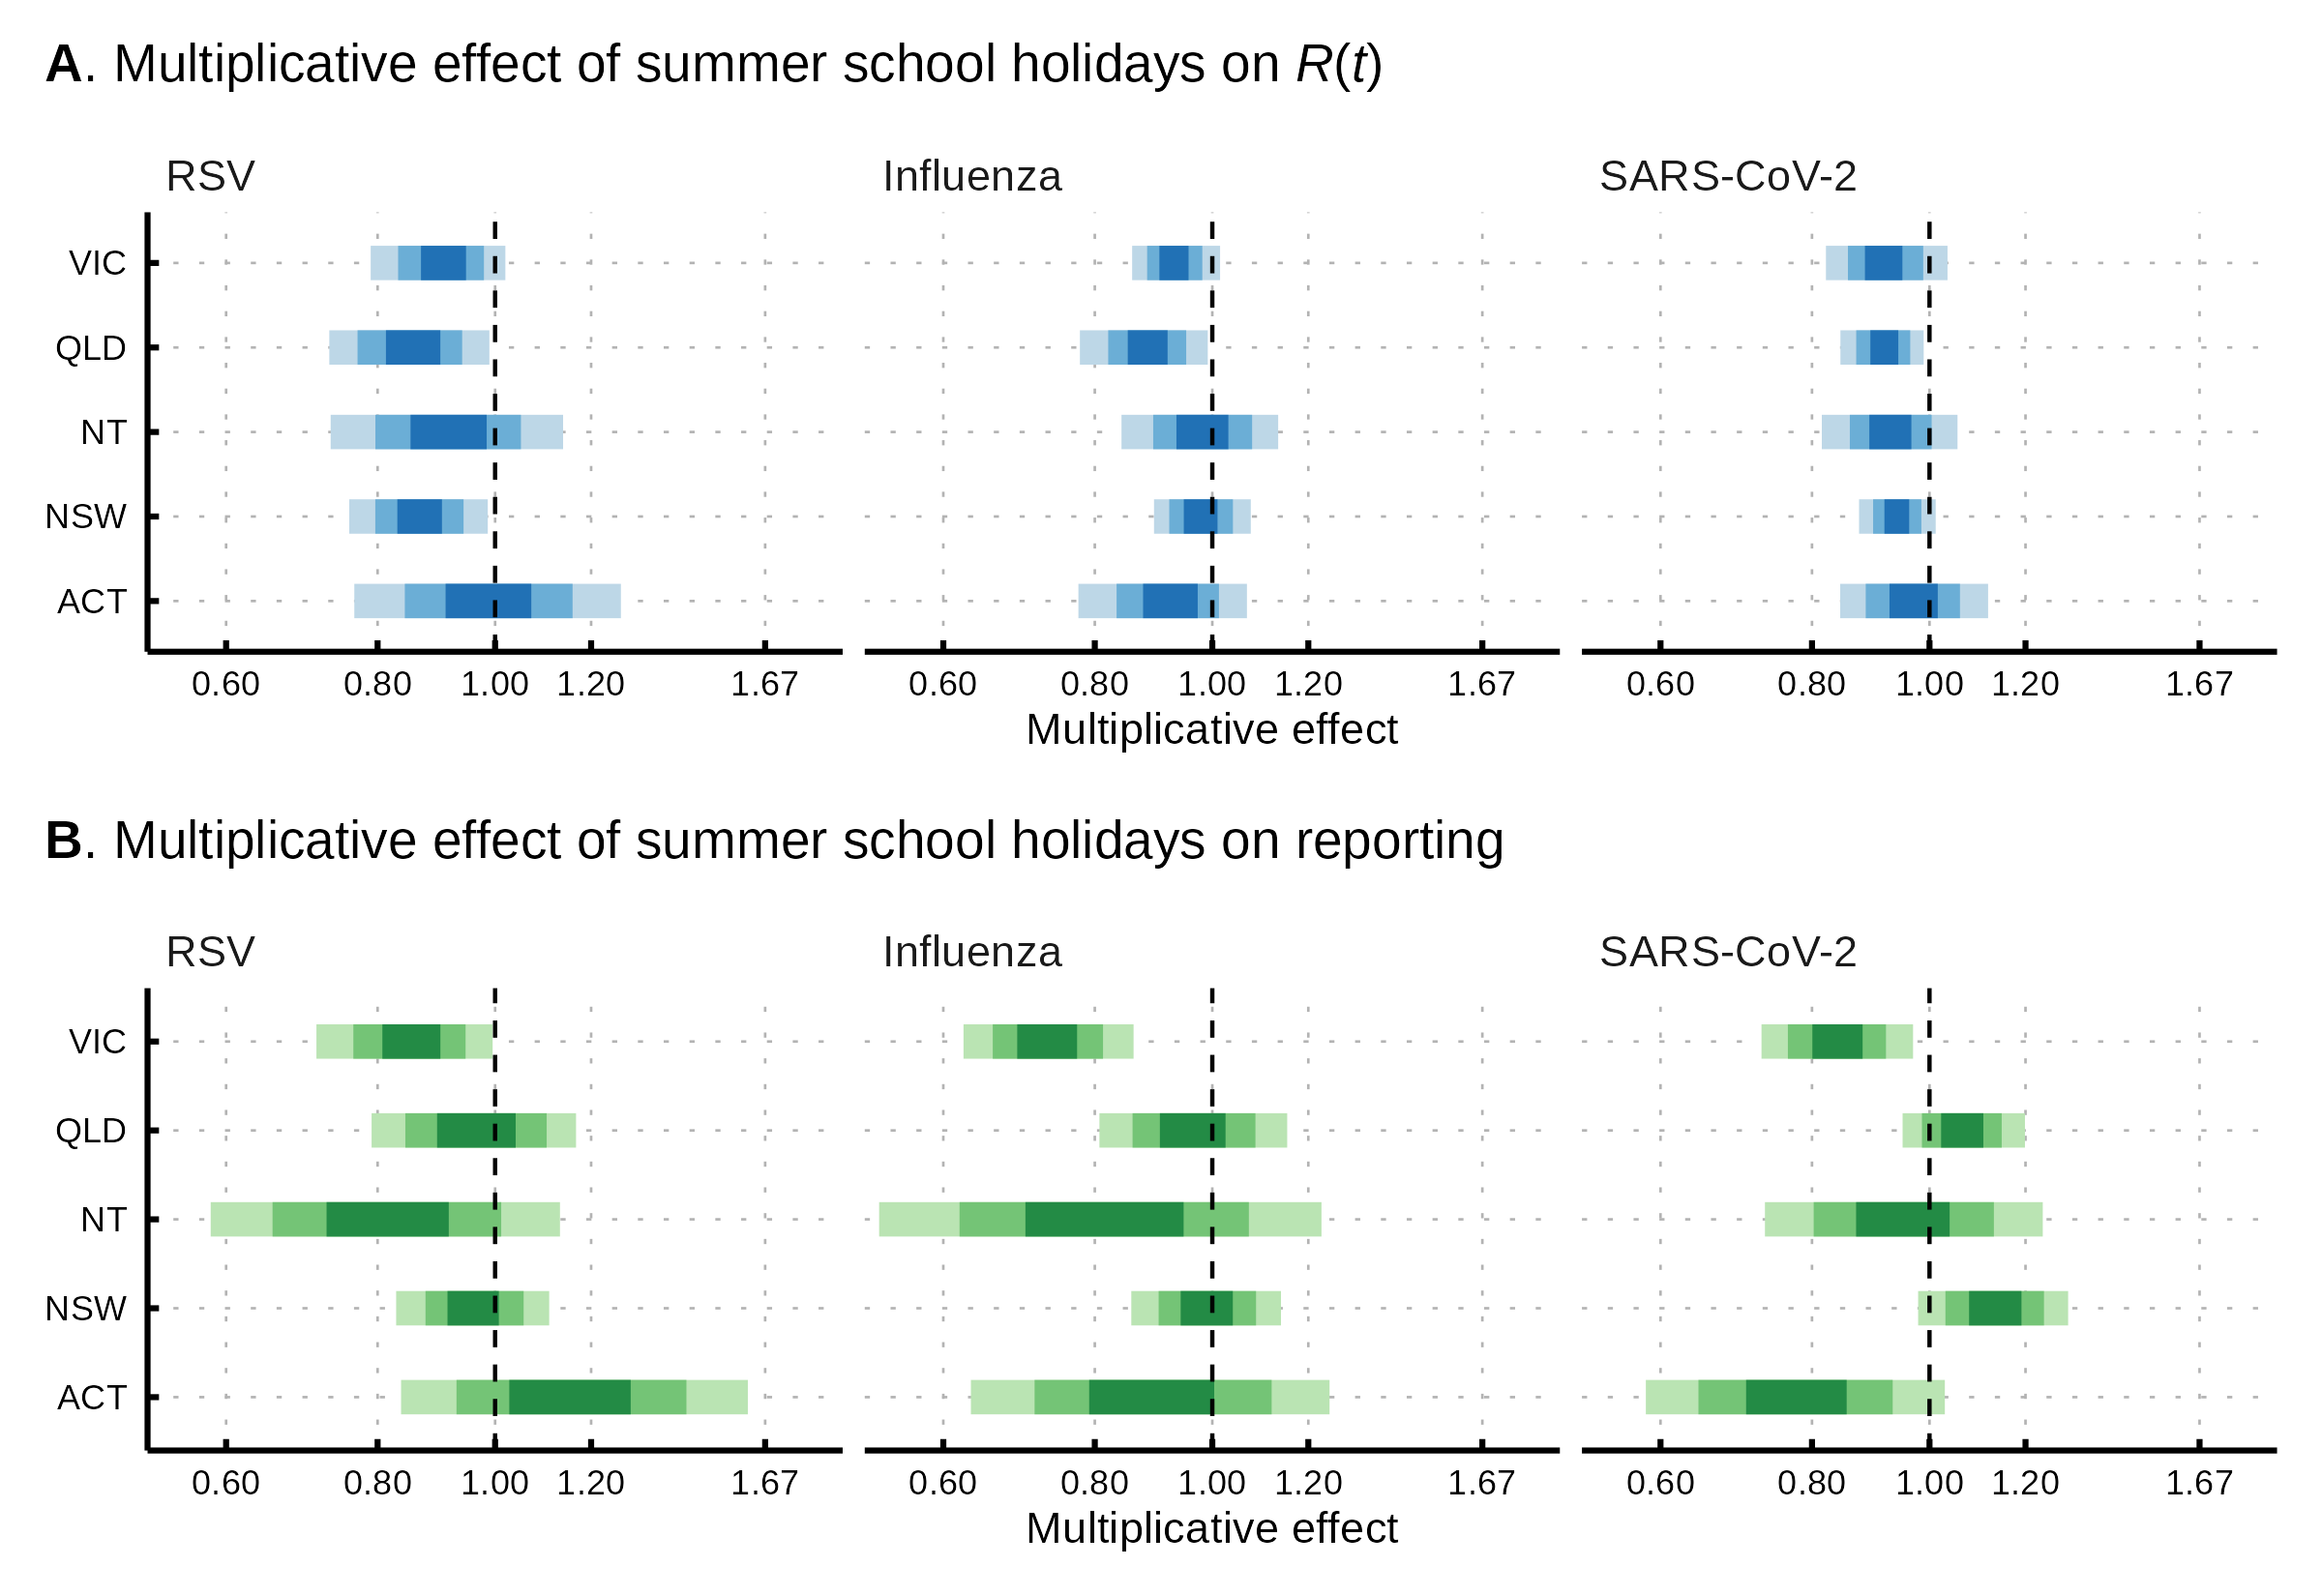 A. Multiplicative effect of summer school holidays on R(t)
RSV Influenza SARS-CoV-2
VIC
QLD
NT
NSW
ACT
0.60 0.80 1.00 1.20 1.67 0.60 0.80 1.00 1.20 1.67 0.60 0.80 1.00 1.20 1.67
Multiplicative effect
B. Multiplicative effect of summer school holidays on reporting
RSV Influenza SARS-CoV-2
VIC
QLD
NT
NSW
ACT
0.60 0.80 1.00 1.20 1.67 0.60 0.80 1.00 1.20 1.67 0.60 0.80 1.00 1.20 1.67
Multiplicative effect